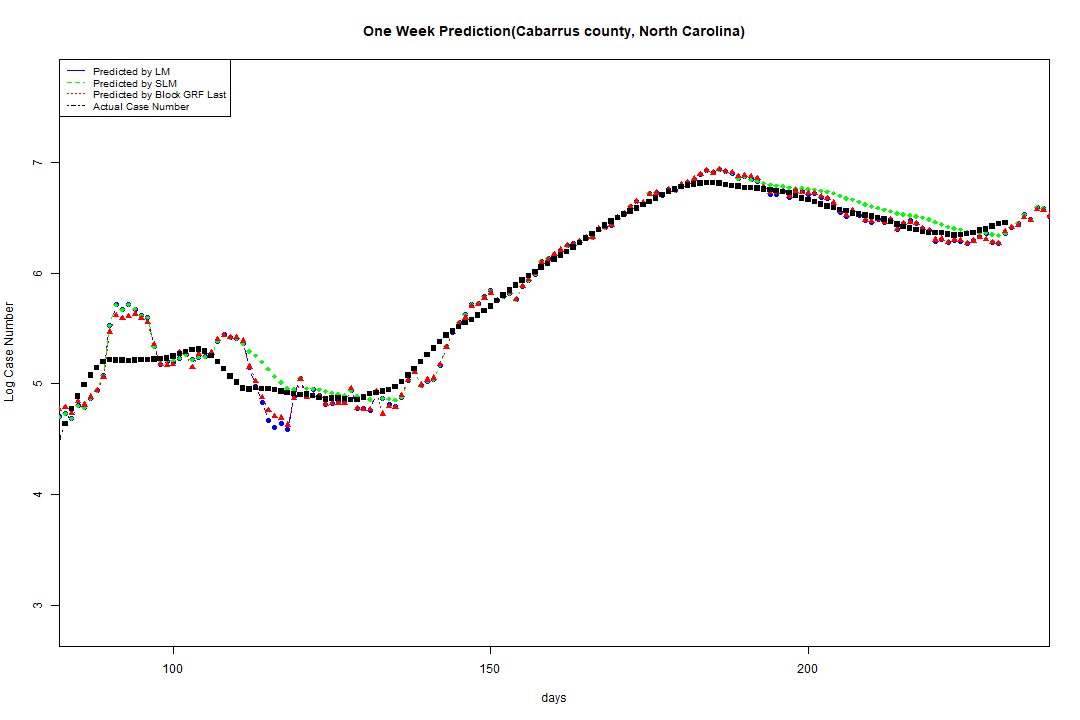 One Week Prediction(Cabarrus county, North Carolina)
Predicted by LM
Predicted by SLM
Predicted by Block GRF Last
Actual Case Number
Log Case Number
7
6
5
4
3
100 150 200
days